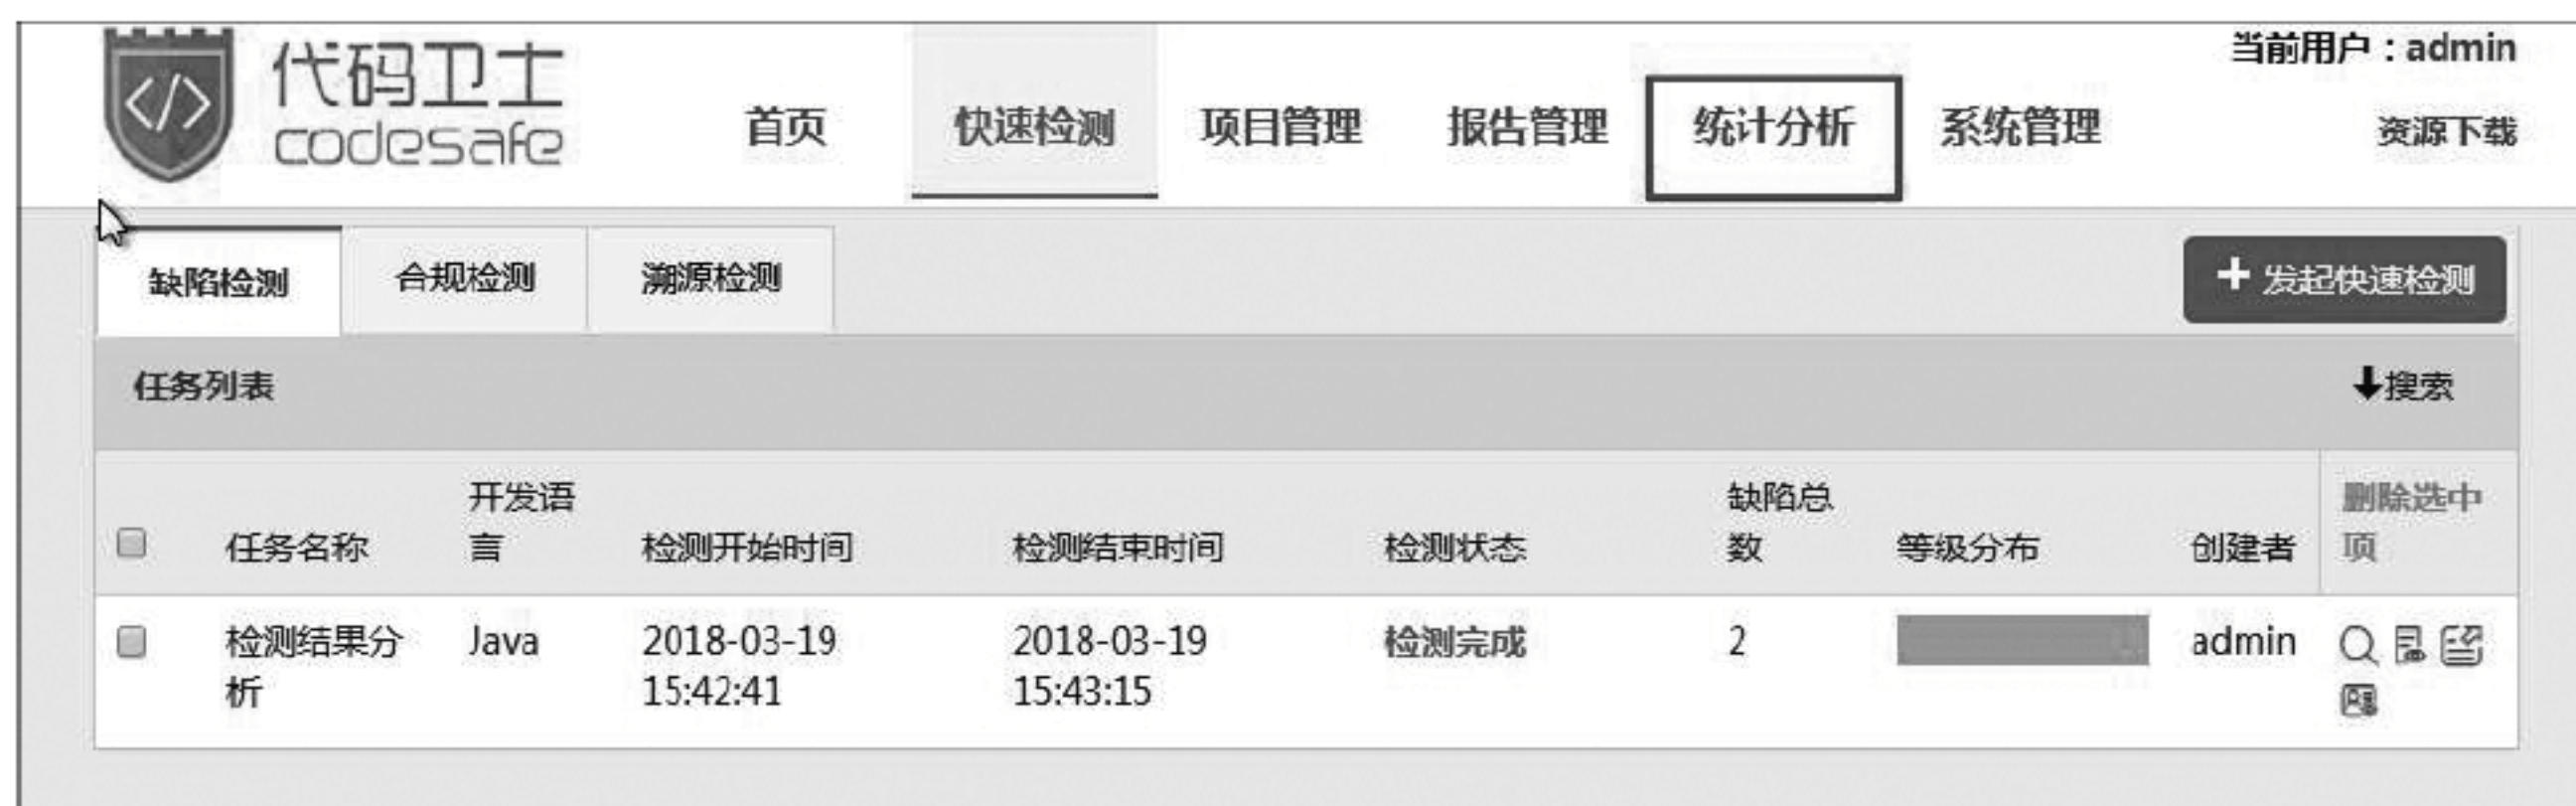 当前用户：admin
代码卫士
codesafe
首页 快速检测 项目管理 报告管理 统计分析 系统管理 资源下载
缺陷检测 合规检测 溯源检测 + 发起快速检测
任务列表 搜索
任务名称 开发语言 检测开始时间 检测结束时间 检测状态 缺陷总数 等级分布 创建者 删除选中项
检测结果分析 Java 2018-03-19 15:42:41 2018-03-19 15:43:15 检测完成 2 admin